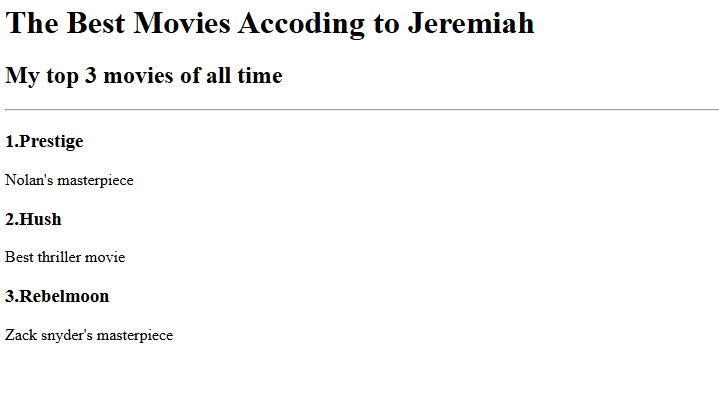 The Best Movies Accoding to Jeremiah
My top 3 movies of all time
1.Prestige
Nolan's masterpiece
2.Hush
Best thriller movie
3.Rebelmoon
Zack snyder's masterpiece